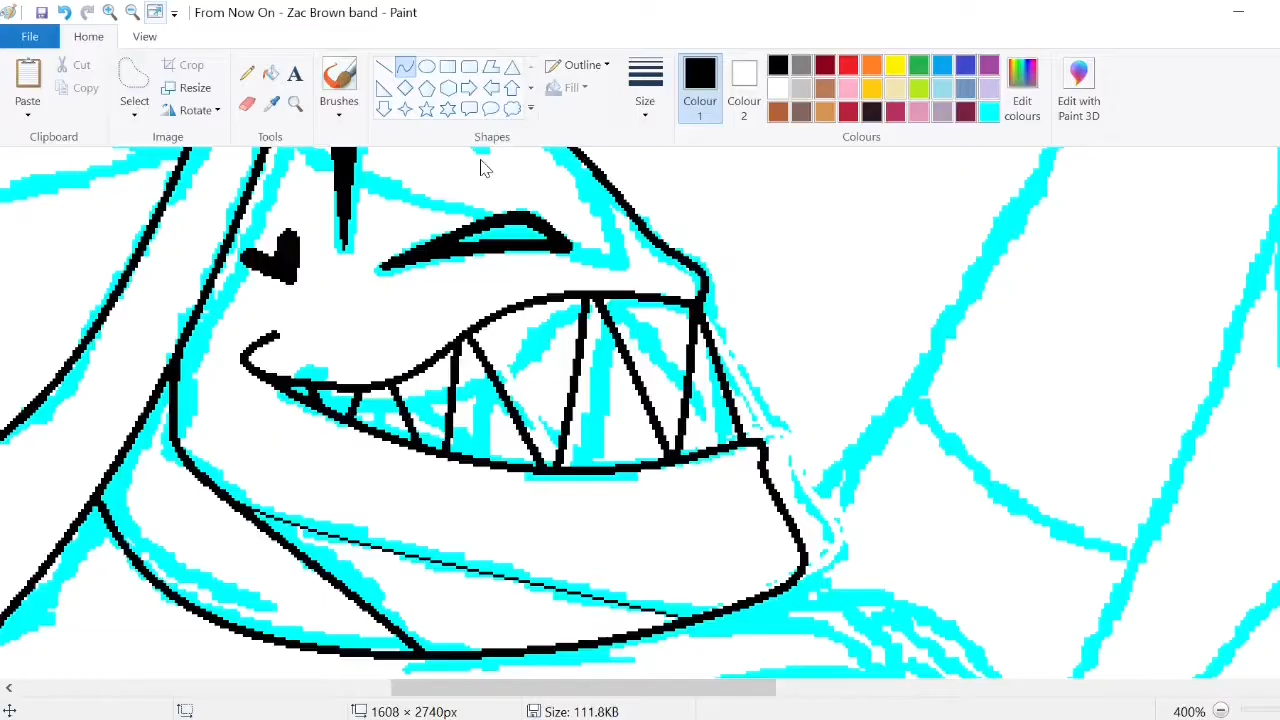 From Now On - Zac Brown band - Paint
File Home View
Paste
Cut
Copy
Clipboard
Select
Crop
Resize
Rotate
Image
A
Tools
Brushes
Outline
Fill
Shapes
Size
Colour 1
Colour 2
Edit colours
Colours
Edit with Paint 3D
1608 × 2740px
Size: 111.8KB
400%